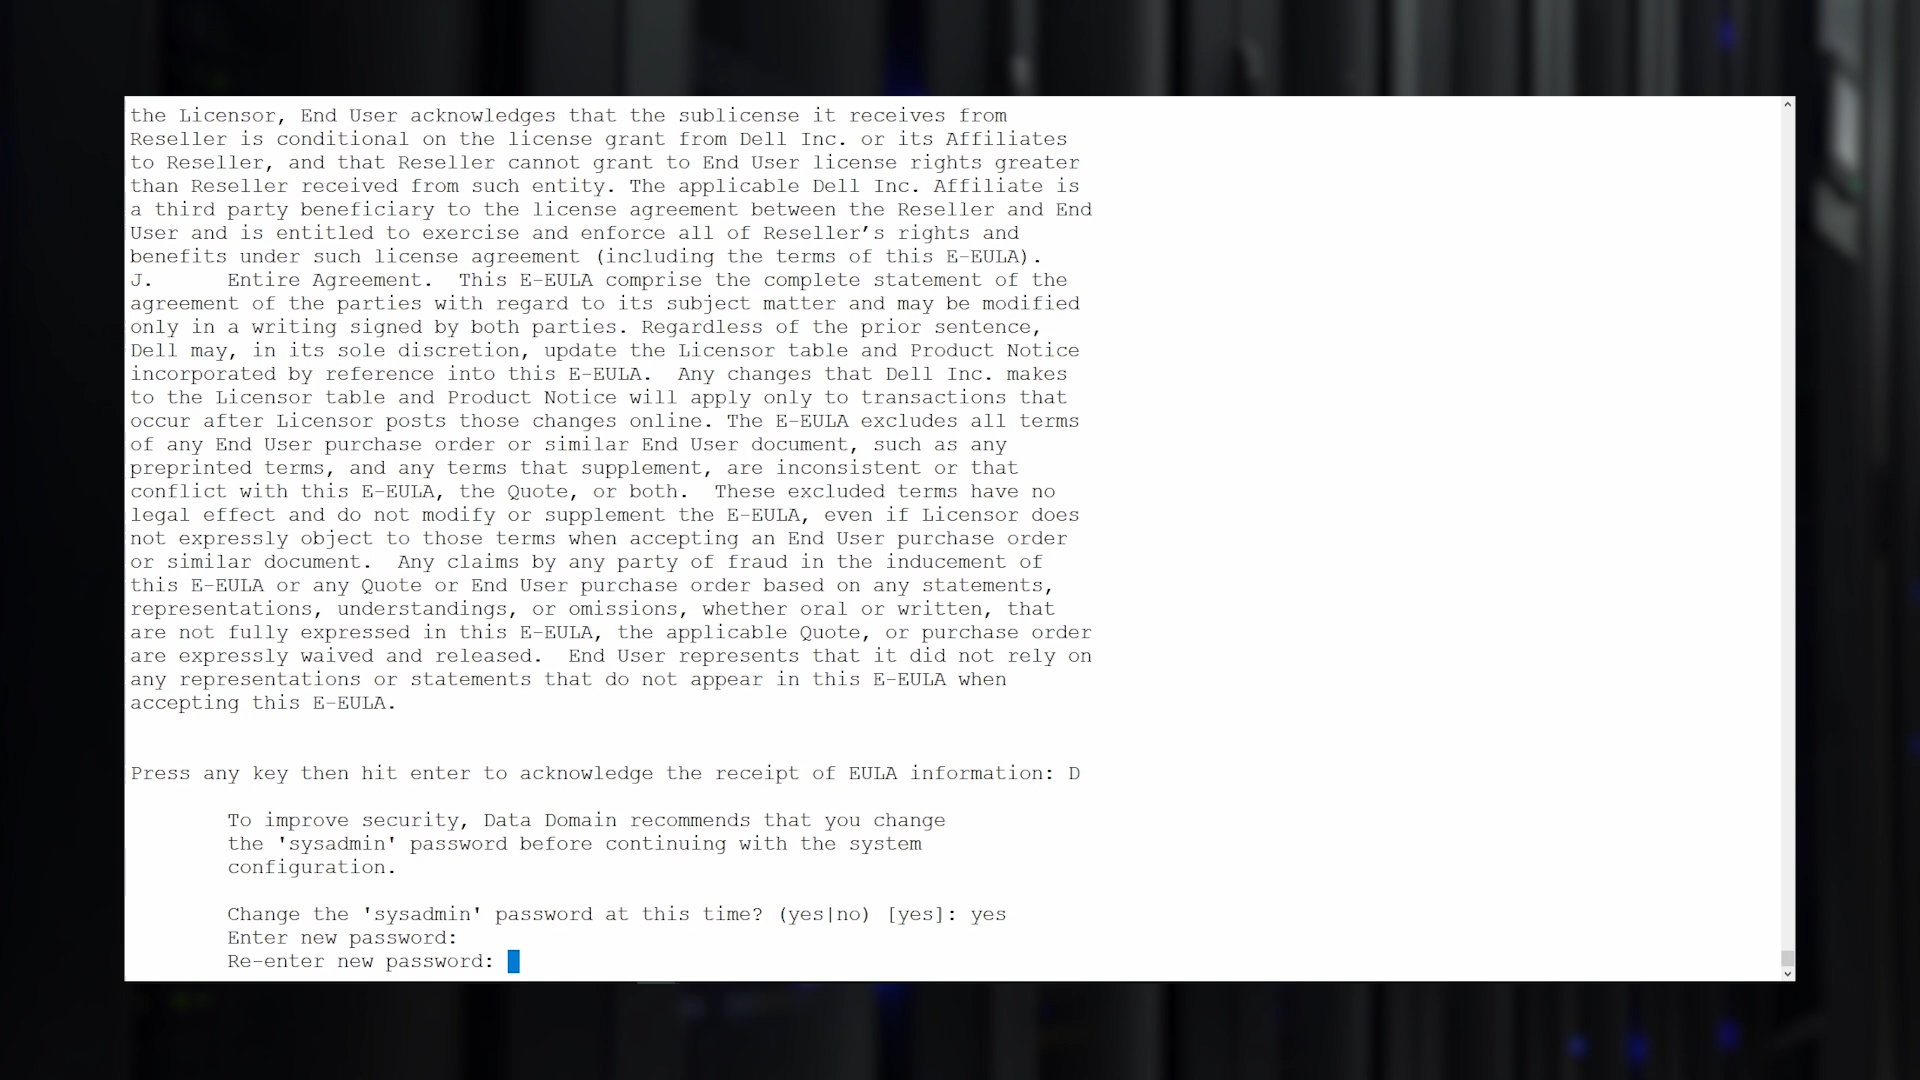 the Licensor, End User acknowledges that the sublicense it receives from
Reseller is conditional on the license grant from Dell Inc. or its Affiliates
to Reseller, and that Reseller cannot grant to End User license rights greater
than Reseller received from such entity. The applicable Dell Inc. Affiliate is
a third party beneficiary to the license agreement between the Reseller and End
User and is entitled to exercise and enforce all of Reseller’s rights and
benefits under such license agreement (including the terms of this E-EULA).
J.      Entire Agreement.  This E-EULA comprise the complete statement of the
agreement of the parties with regard to its subject matter and may be modified
only in a writing signed by both parties. Regardless of the prior sentence,
Dell may, in its sole discretion, update the Licensor table and Product Notice
incorporated by reference into this E-EULA.  Any changes that Dell Inc. makes
to the Licensor table and Product Notice will apply only to transactions that
occur after Licensor posts those changes online. The E-EULA excludes all terms
of any End User purchase order or similar End User document, such as any
preprinted terms, and any terms that supplement, are inconsistent or that
conflict with this E-EULA, the Quote, or both.  These excluded terms have no
legal effect and do not modify or supplement the E-EULA, even if Licensor does
not expressly object to those terms when accepting an End User purchase order
or similar document.  Any claims by any party of fraud in the inducement of
this E-EULA or any Quote or End User purchase order based on any statements,
representations, understandings, or omissions, whether oral or written, that
are not fully expressed in this E-EULA, the applicable Quote, or purchase order
are expressly waived and released.  End User represents that it did not rely on
any representations or statements that do not appear in this E-EULA when
accepting this E-EULA.
Press any key then hit enter to acknowledge the receipt of EULA information: D
To improve security, Data Domain recommends that you change
the 'sysadmin' password before continuing with the system
configuration.
Change the 'sysadmin' password at this time? (yes|no) [yes]: yes
Enter new password:
Re-enter new password: